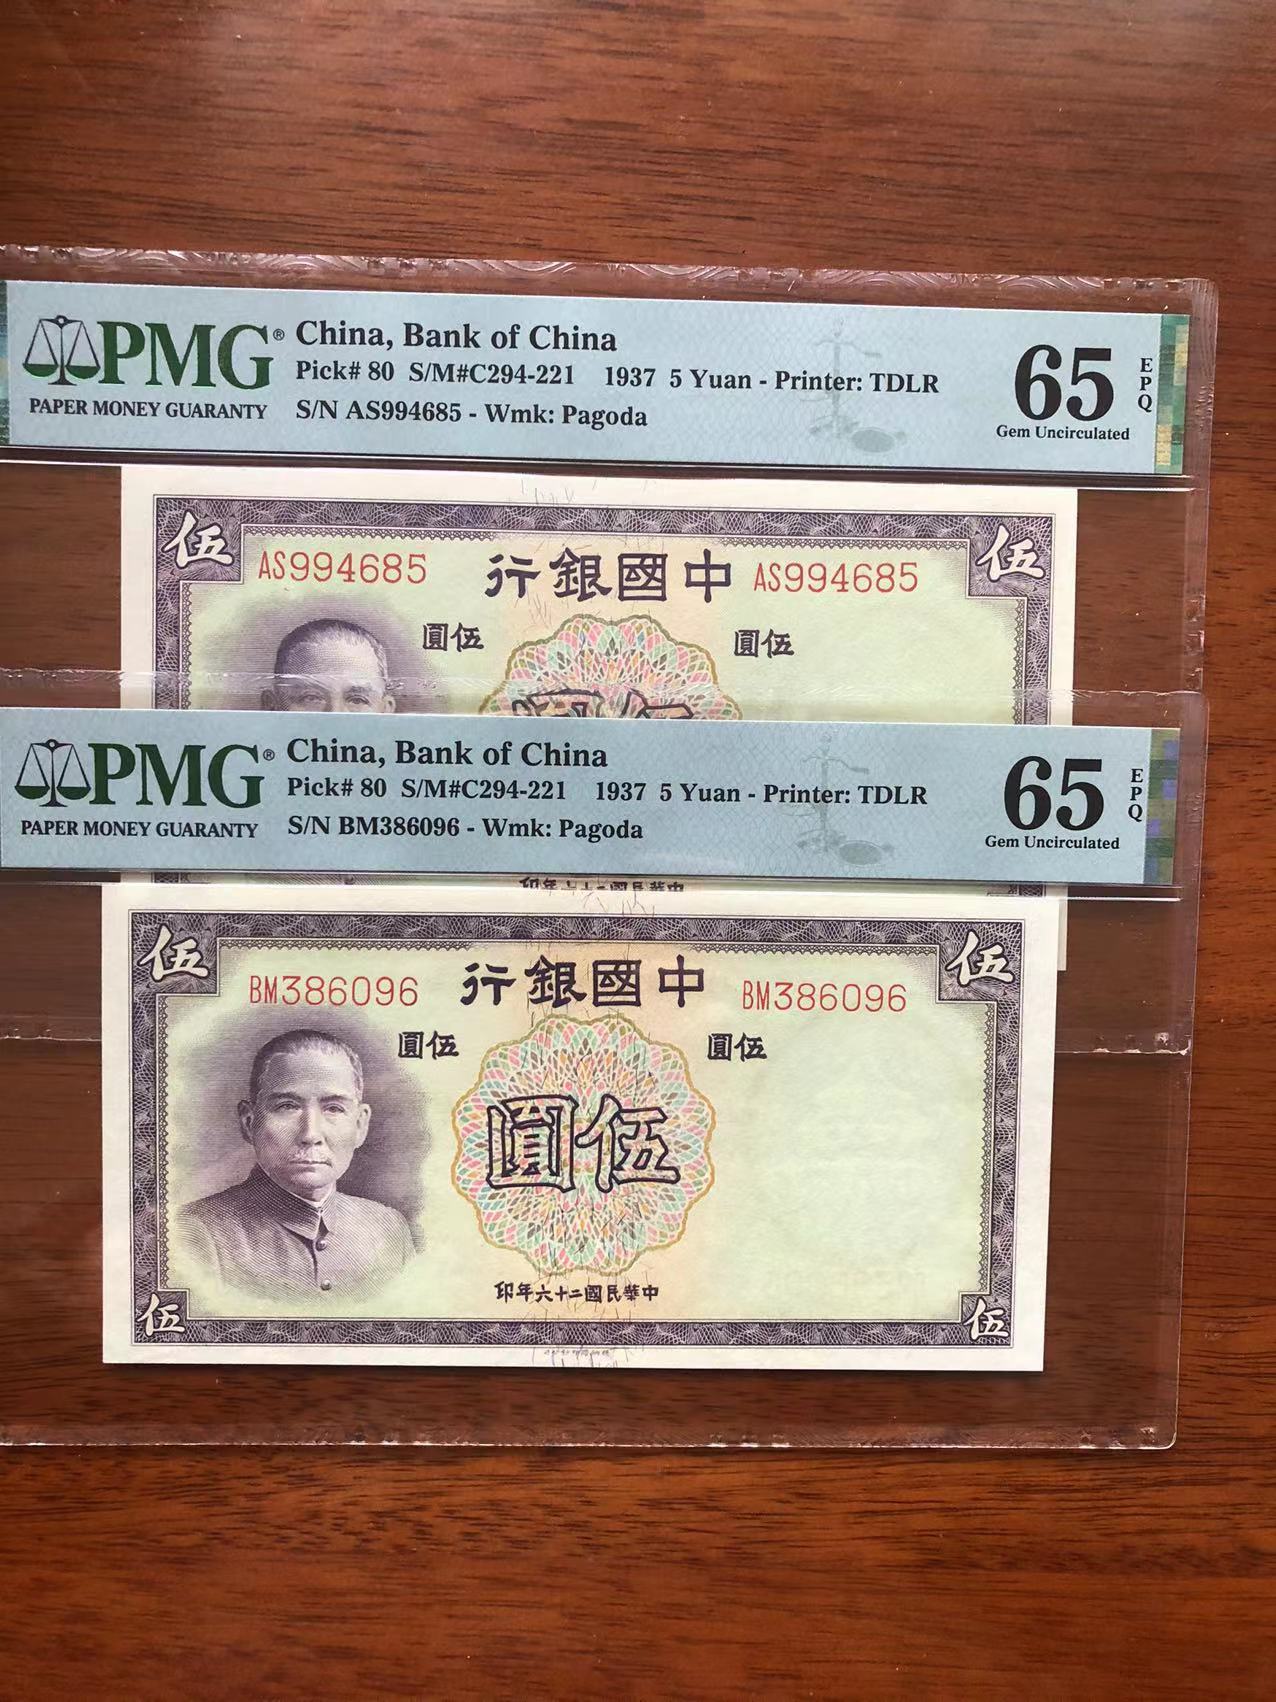 PMG®
PAPER MONEY GUARANTY
China, Bank of China
Pick# 80 S/M#C294-221 1937 5 Yuan - Printer: TDLR
S/N AS994685 - Wmk: Pagoda
65
EPQ
Gem Uncirculated
伍
伍
AS994685
行銀國中
AS994685
圓伍
圓伍
PMG®
PAPER MONEY GUARANTY
China, Bank of China
Pick# 80 S/M#C294-221 1937 5 Yuan - Printer: TDLR
S/N BM386096 - Wmk: Pagoda
65
EPQ
Gem Uncirculated
伍
伍
BM386096
行銀國中
BM386096
圓伍
圓伍
圓伍
印年六十二國民華中
伍
伍